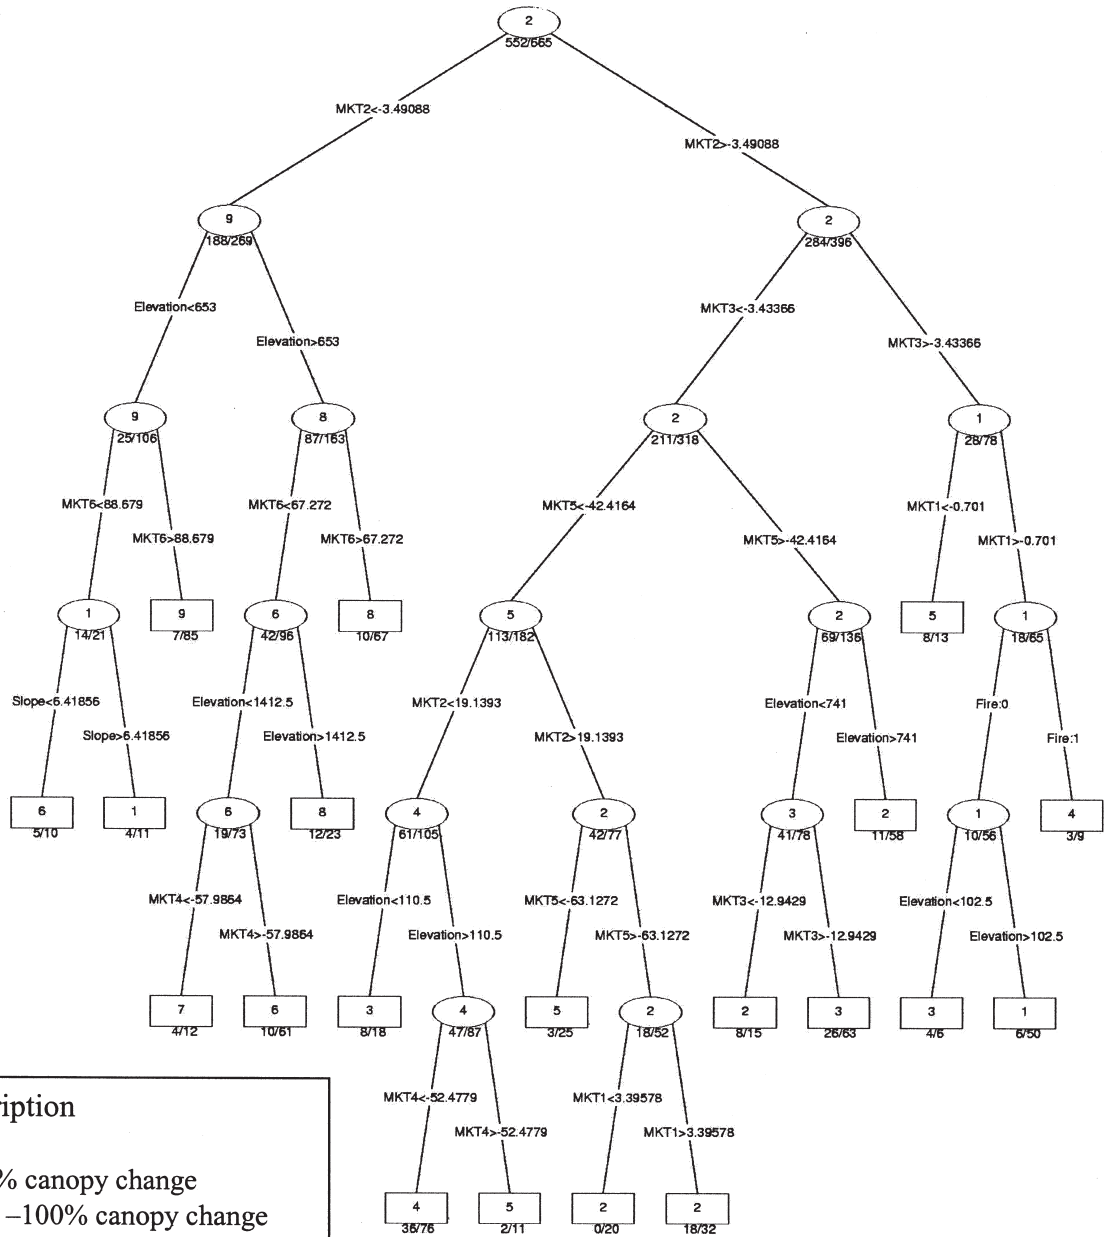 2
552/665
MKT2<-3.49088
MKT2>-3.49088
9
188/269
2
284/396
Elevation<653
Elevation>653
MKT3<-3.43366
MKT3>-3.43366
9
25/106
8
87/163
2
211/318
1
28/78
MKT6<88.679
MKT6>88.679
MKT6<67.272
MKT6>67.272
MKT5<-42.4164
MKT5>-42.4164
MKT1<-0.701
MKT1>-0.701
1
14/21
9
7/85
6
42/96
8
10/67
5
113/182
2
69/136
5
8/13
1
18/65
Slope<6.41856
Slope>6.41856
Elevation<1412.5
Elevation>1412.5
MKT2<19.1393
MKT2>19.1393
Elevation<741
Elevation>741
Fire:0
Fire:1
6
5/10
1
4/11
6
19/73
8
12/23
4
61/105
2
42/77
3
41/78
2
11/58
1
10/56
4
3/9
MKT4<-57.9864
MKT4>-57.9864
Elevation<110.5
Elevation>110.5
MKT5<-63.1272
MKT5>-63.1272
MKT3<-12.9429
MKT3>-12.9429
Elevation<102.5
Elevation>102.5
7
4/12
6
10/61
3
8/18
4
47/87
5
3/25
2
18/52
2
8/15
3
26/63
3
4/6
1
6/50
MKT4<-52.4779
MKT4>-52.4779
MKT1<3.39578
MKT1>3.39578
4
36/76
5
2/11
2
0/20
2
18/32
ription
% canopy change
–100% canopy change